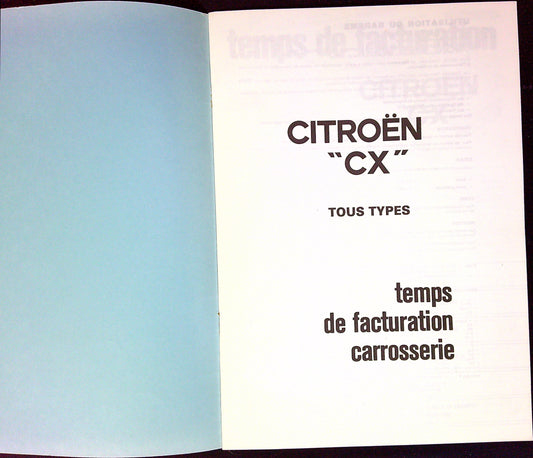 CITROËN
"CX"
TOUS TYPES
temps
de facturation
carrosserie